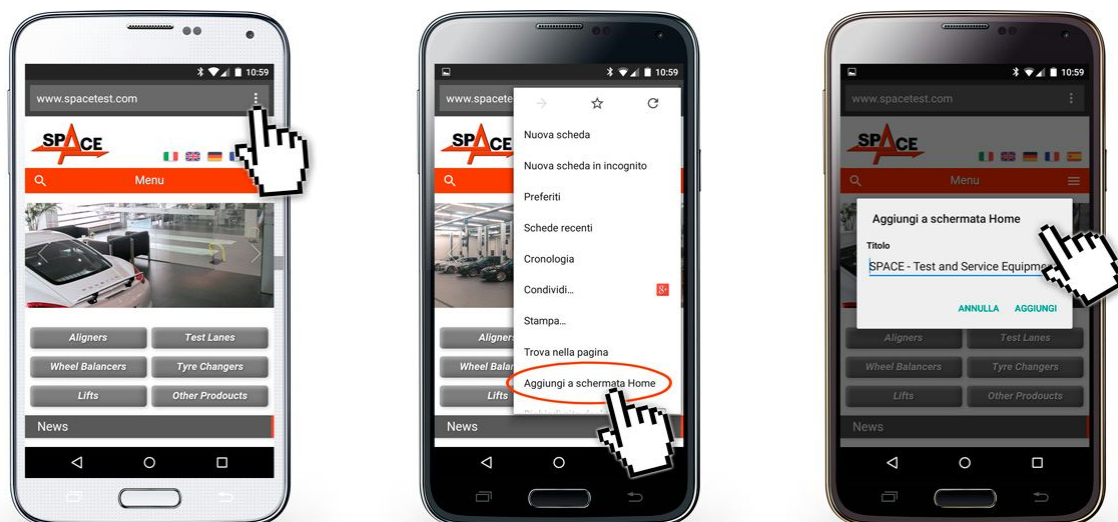 10:59
www.spacetest.com
SPACE
Menu
Aligners
Test Lanes
Wheel Balancers
Tyre Changers
Lifts
Other Prodoucts
News
10:59
www.spacete
SPACE
Nuova scheda
Nuova scheda in incognito
Preferiti
Schede recenti
Cronologia
Condividi...
8+
Stampa...
Trova nella pagina
Aggiungi a schermata Home
Aligners
Wheel Balan
Lifts
News
10:59
www.spacetest.com
SPACE
Menu
Aggiungi a schermata Home
Titolo
SPACE - Test and Service Equipme
ANNULLA
AGGIUNGI
Aligners
Test Lanes
Wheel Balancers
Tyre Changers
Lifts
Other Prodoucts
News